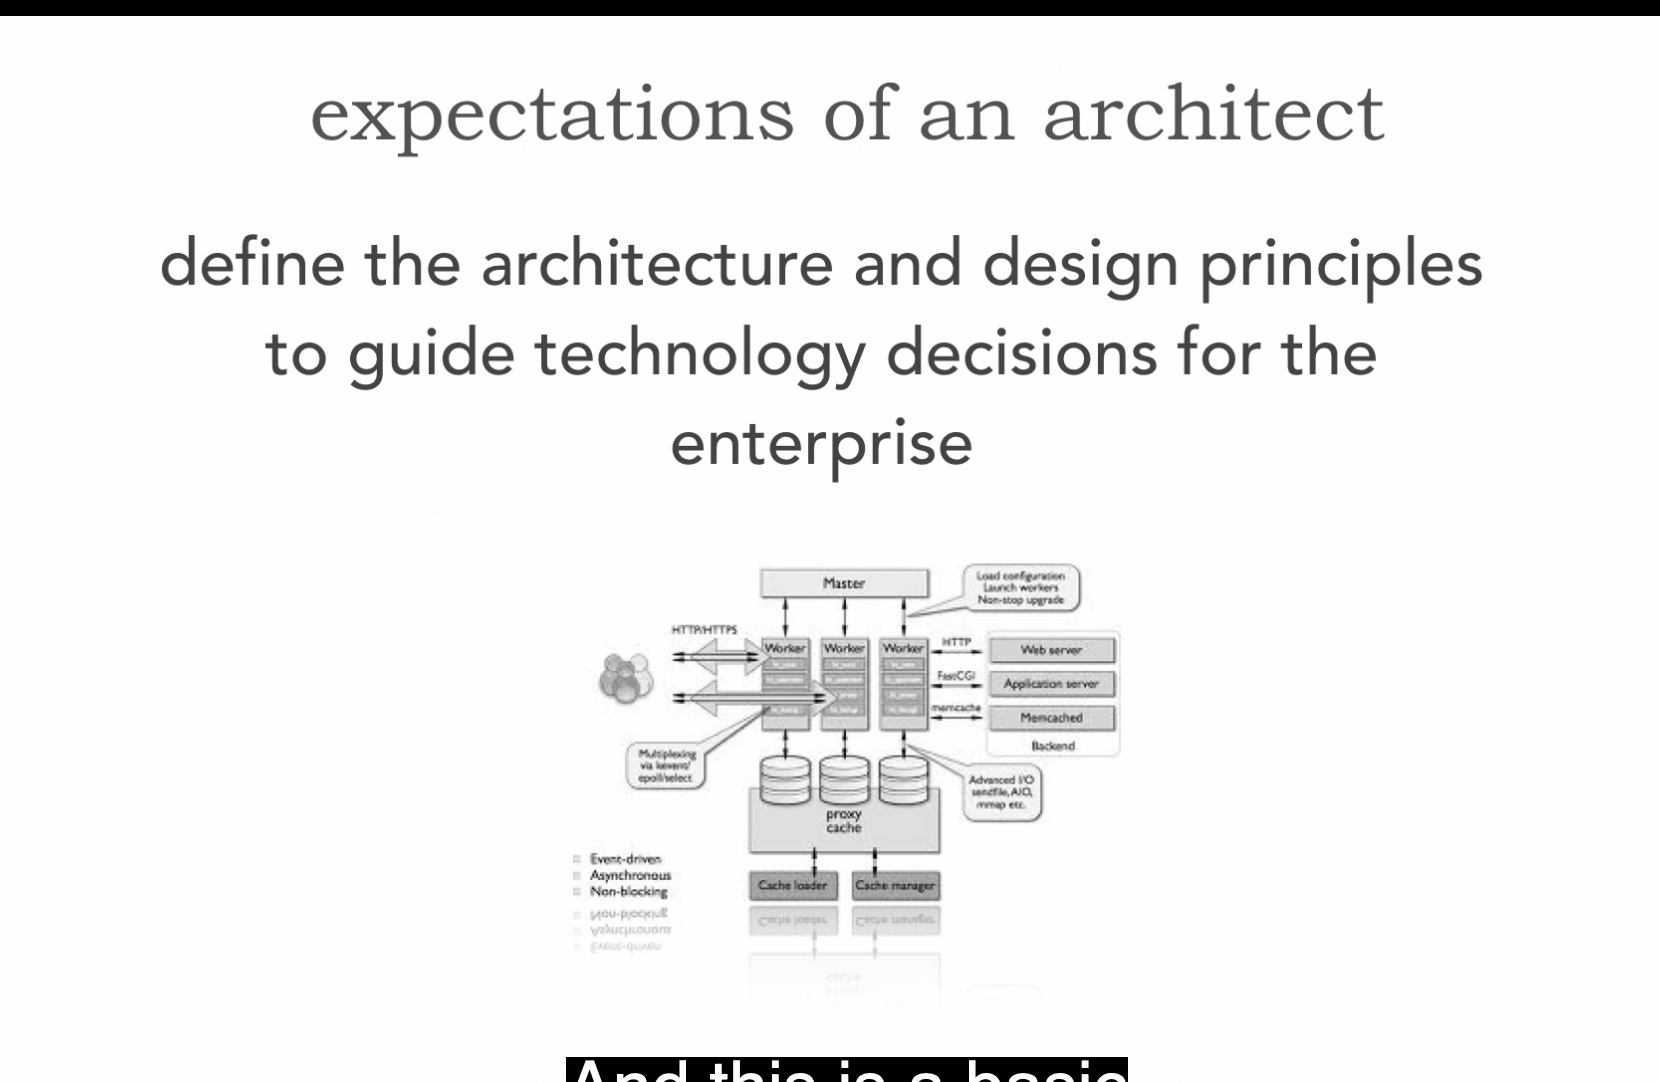 expectations of an architect
define the architecture and design principles
to guide technology decisions for the
enterprise
Master
Load configuration
Launch workers
Non-stop upgrade
HTTP/HTTPS
Worker
Worker
Worker
HTTP
Web server
FastCGI
Application server
memcache
Memcached
Backend
Multiplexing
via kevent/
epoll/select
Advanced I/O
sendfile, AIO,
mmap etc.
proxy
cache
Event-driven
Asynchronous
Non-blocking
Cache loader
Cache manager
And this is a basic